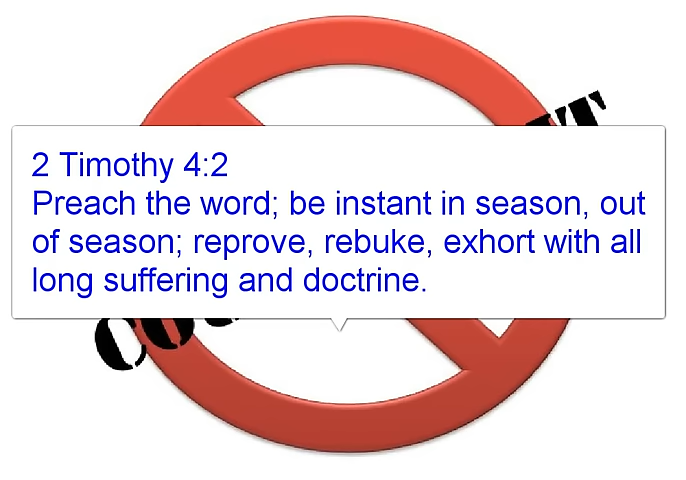 2 Timothy 4:2
Preach the word; be instant in season, out
of season; reprove, rebuke, exhort with all
long suffering and doctrine.